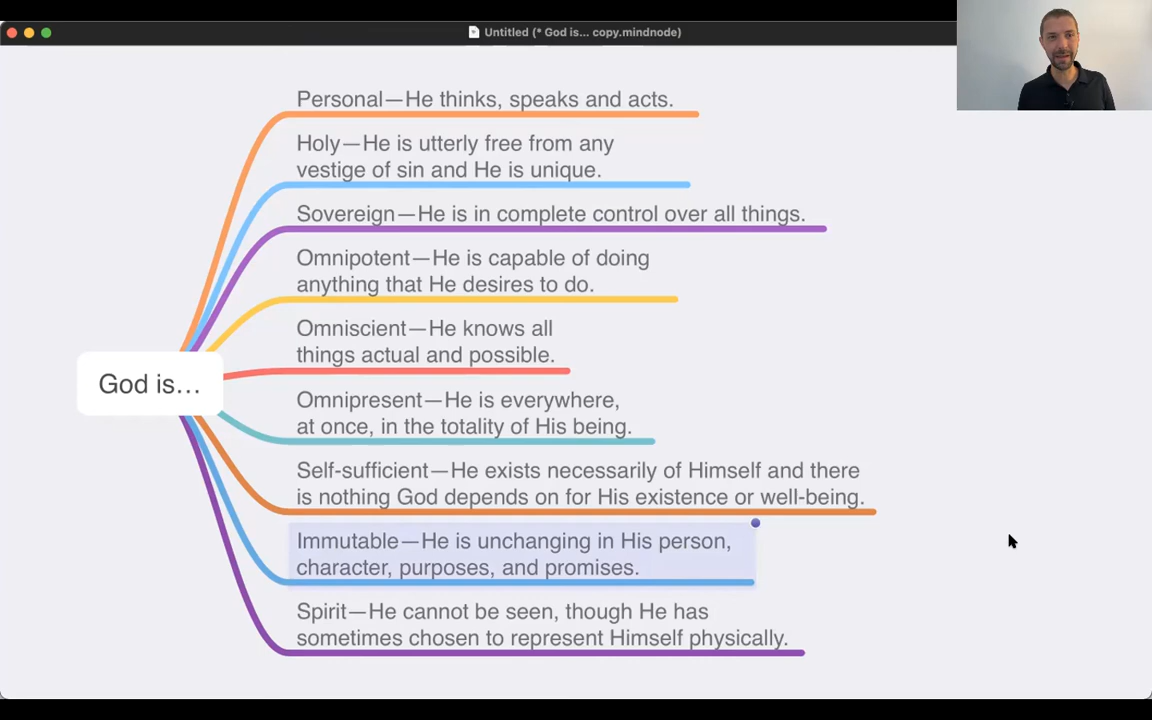 Untitled (* God is... copy.mindnode)
Personal—He thinks, speaks and acts.
Holy—He is utterly free from any
vestige of sin and He is unique.
Sovereign—He is in complete control over all things.
Omnipotent—He is capable of doing
anything that He desires to do.
Omniscient—He knows all
things actual and possible.
God is…
Omnipresent—He is everywhere,
at once, in the totality of His being.
Self-sufficient—He exists necessarily of Himself and there
is nothing God depends on for His existence or well-being.
Immutable—He is unchanging in His person,
character, purposes, and promises.
Spirit—He cannot be seen, though He has
sometimes chosen to represent Himself physically.